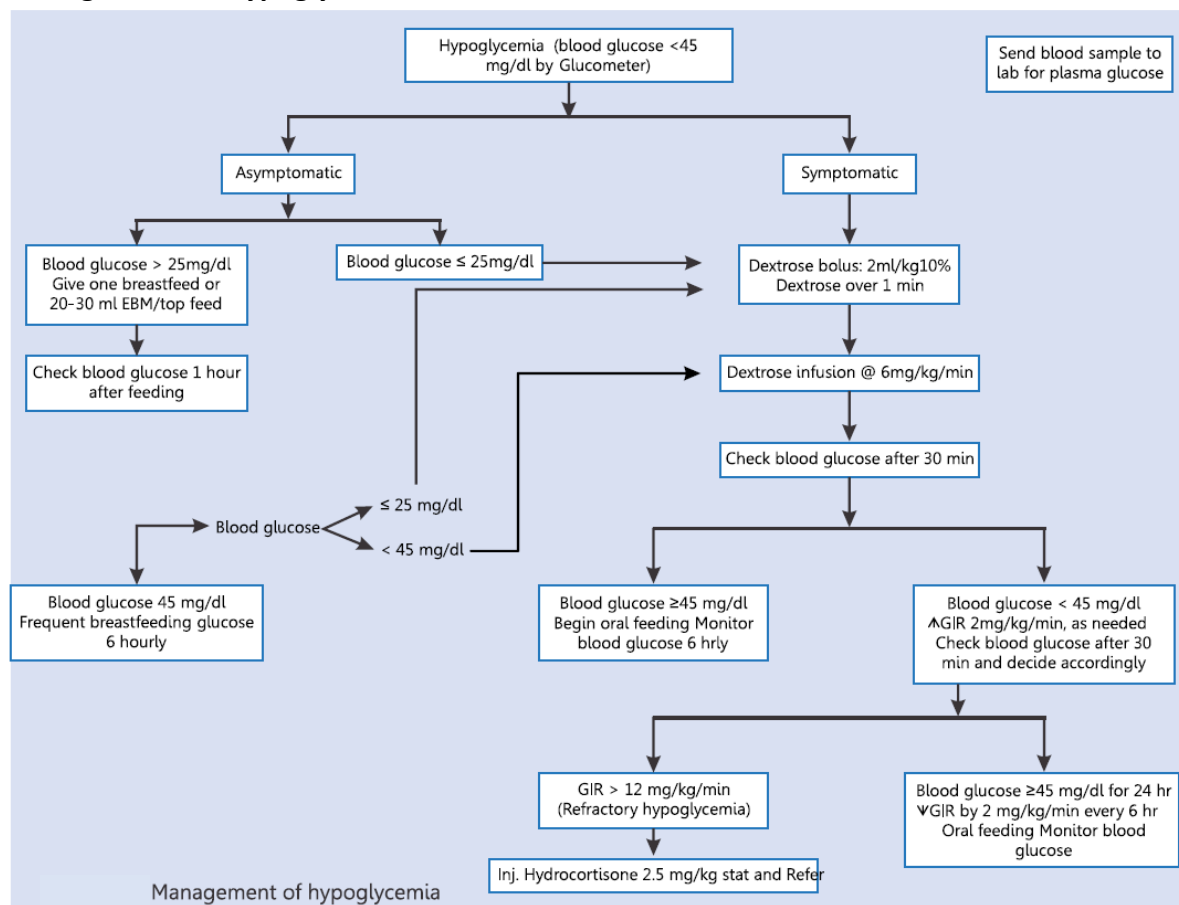 Hypoglycemia (blood glucose <45
mg/dl by Glucometer)
Send blood sample to
lab for plasma glucose
Asymptomatic
Symptomatic
Blood glucose > 25mg/dl
Give one breastfeed or
20-30 ml EBM/top feed
Blood glucose ≤ 25mg/dl
Dextrose bolus: 2ml/kg10%
Dextrose over 1 min
Check blood glucose 1 hour
after feeding
Dextrose infusion @ 6mg/kg/min
Check blood glucose after 30 min
Blood glucose
≤ 25 mg/dl
< 45 mg/dl
Blood glucose 45 mg/dl
Frequent breastfeeding glucose
6 hourly
Blood glucose ≥45 mg/dl
Begin oral feeding Monitor
blood glucose 6 hrly
Blood glucose < 45 mg/dl
↑GIR 2mg/kg/min, as needed
Check blood glucose after 30
min and decide accordingly
GIR > 12 mg/kg/min
(Refractory hypoglycemia)
Blood glucose ≥45 mg/dl for 24 hr
↓GIR by 2 mg/kg/min every 6 hr
Oral feeding Monitor blood
glucose
Inj. Hydrocortisone 2.5 mg/kg stat and Refer
Management of hypoglycemia